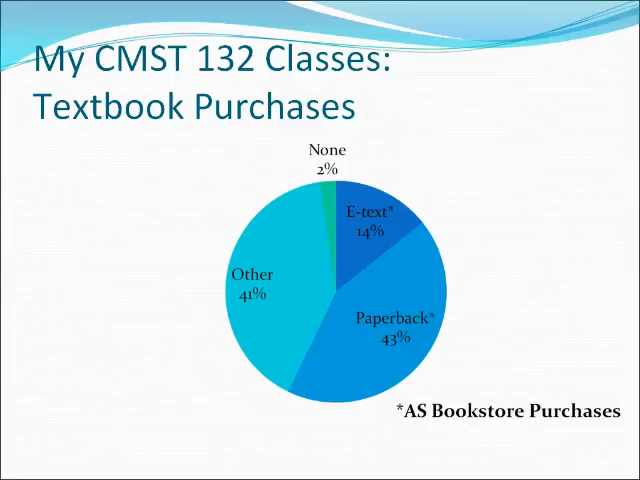 My CMST 132 Classes:
Textbook Purchases
None
2%
E-text*
14%
Other
41%
Paperback*
43%
*AS Bookstore Purchases